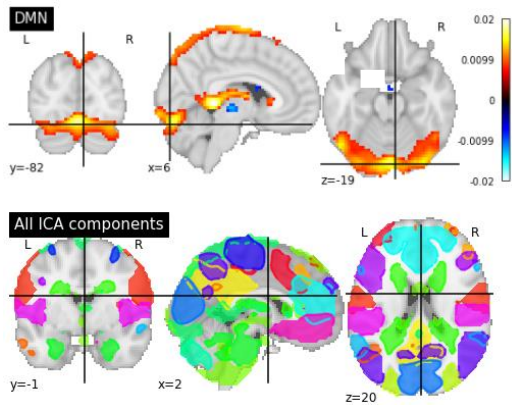 DMN
L R
L R
0.02
0.0099
0
-0.0099
-0.02
y=-82 x=6 z=-19
All ICA components
L R
L R
y=-1 x=2 z=20